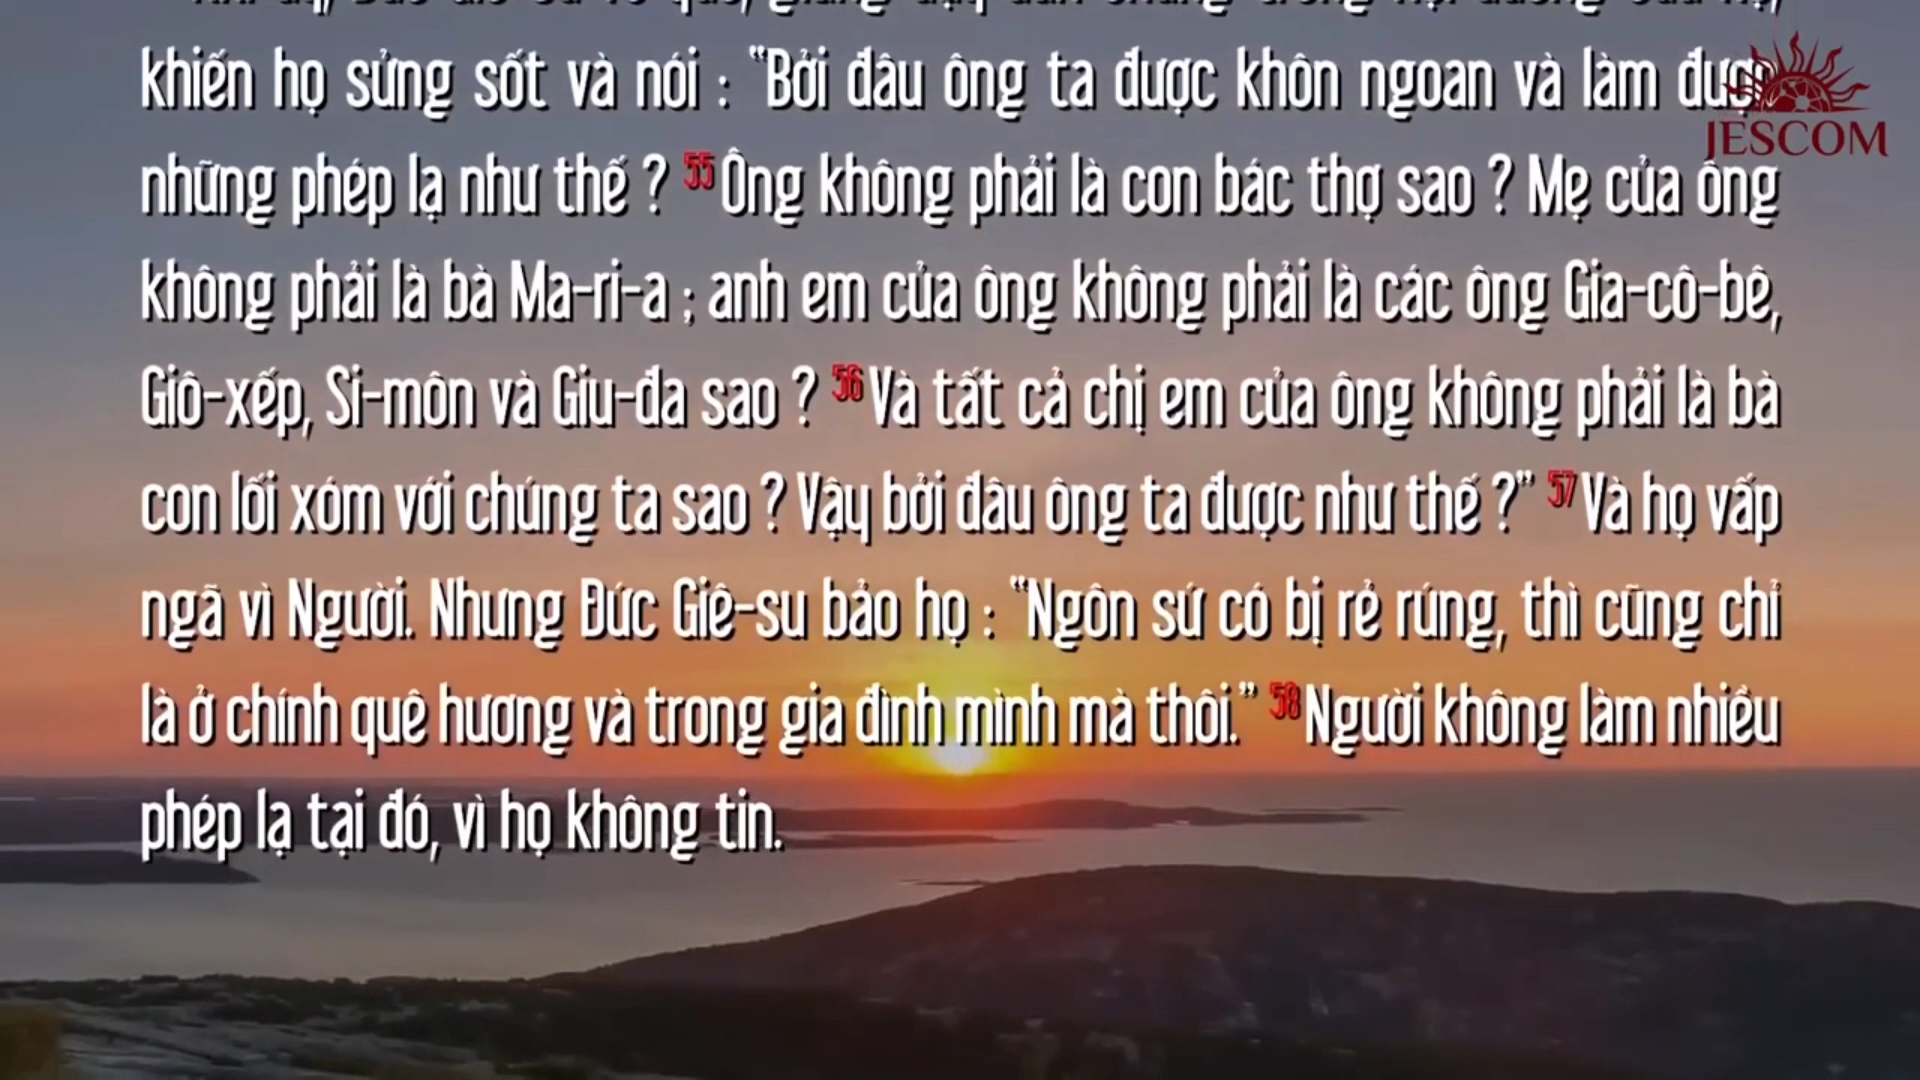 khiến họ sửng sốt và nói : “Bởi đâu ông ta được khôn ngoan và làm được
những phép lạ như thế ? 55 Ông không phải là con bác thợ sao ? Mẹ của ông
không phải là bà Ma-ri-a ; anh em của ông không phải là các ông Gia-cô-bê,
Giô-xếp, Si-môn và Giu-đa sao ? 56 Và tất cả chị em của ông không phải là bà
con lối xóm với chúng ta sao ? Vậy bởi đâu ông ta được như thế ?” 57 Và họ vấp
ngã vì Người. Nhưng Đức Giê-su bảo họ : “Ngôn sứ có bị rẻ rúng, thì cũng chỉ
là ở chính quê hương và trong gia đình mình mà thôi.” 58 Người không làm nhiều
phép lạ tại đó, vì họ không tin.
JESCOM